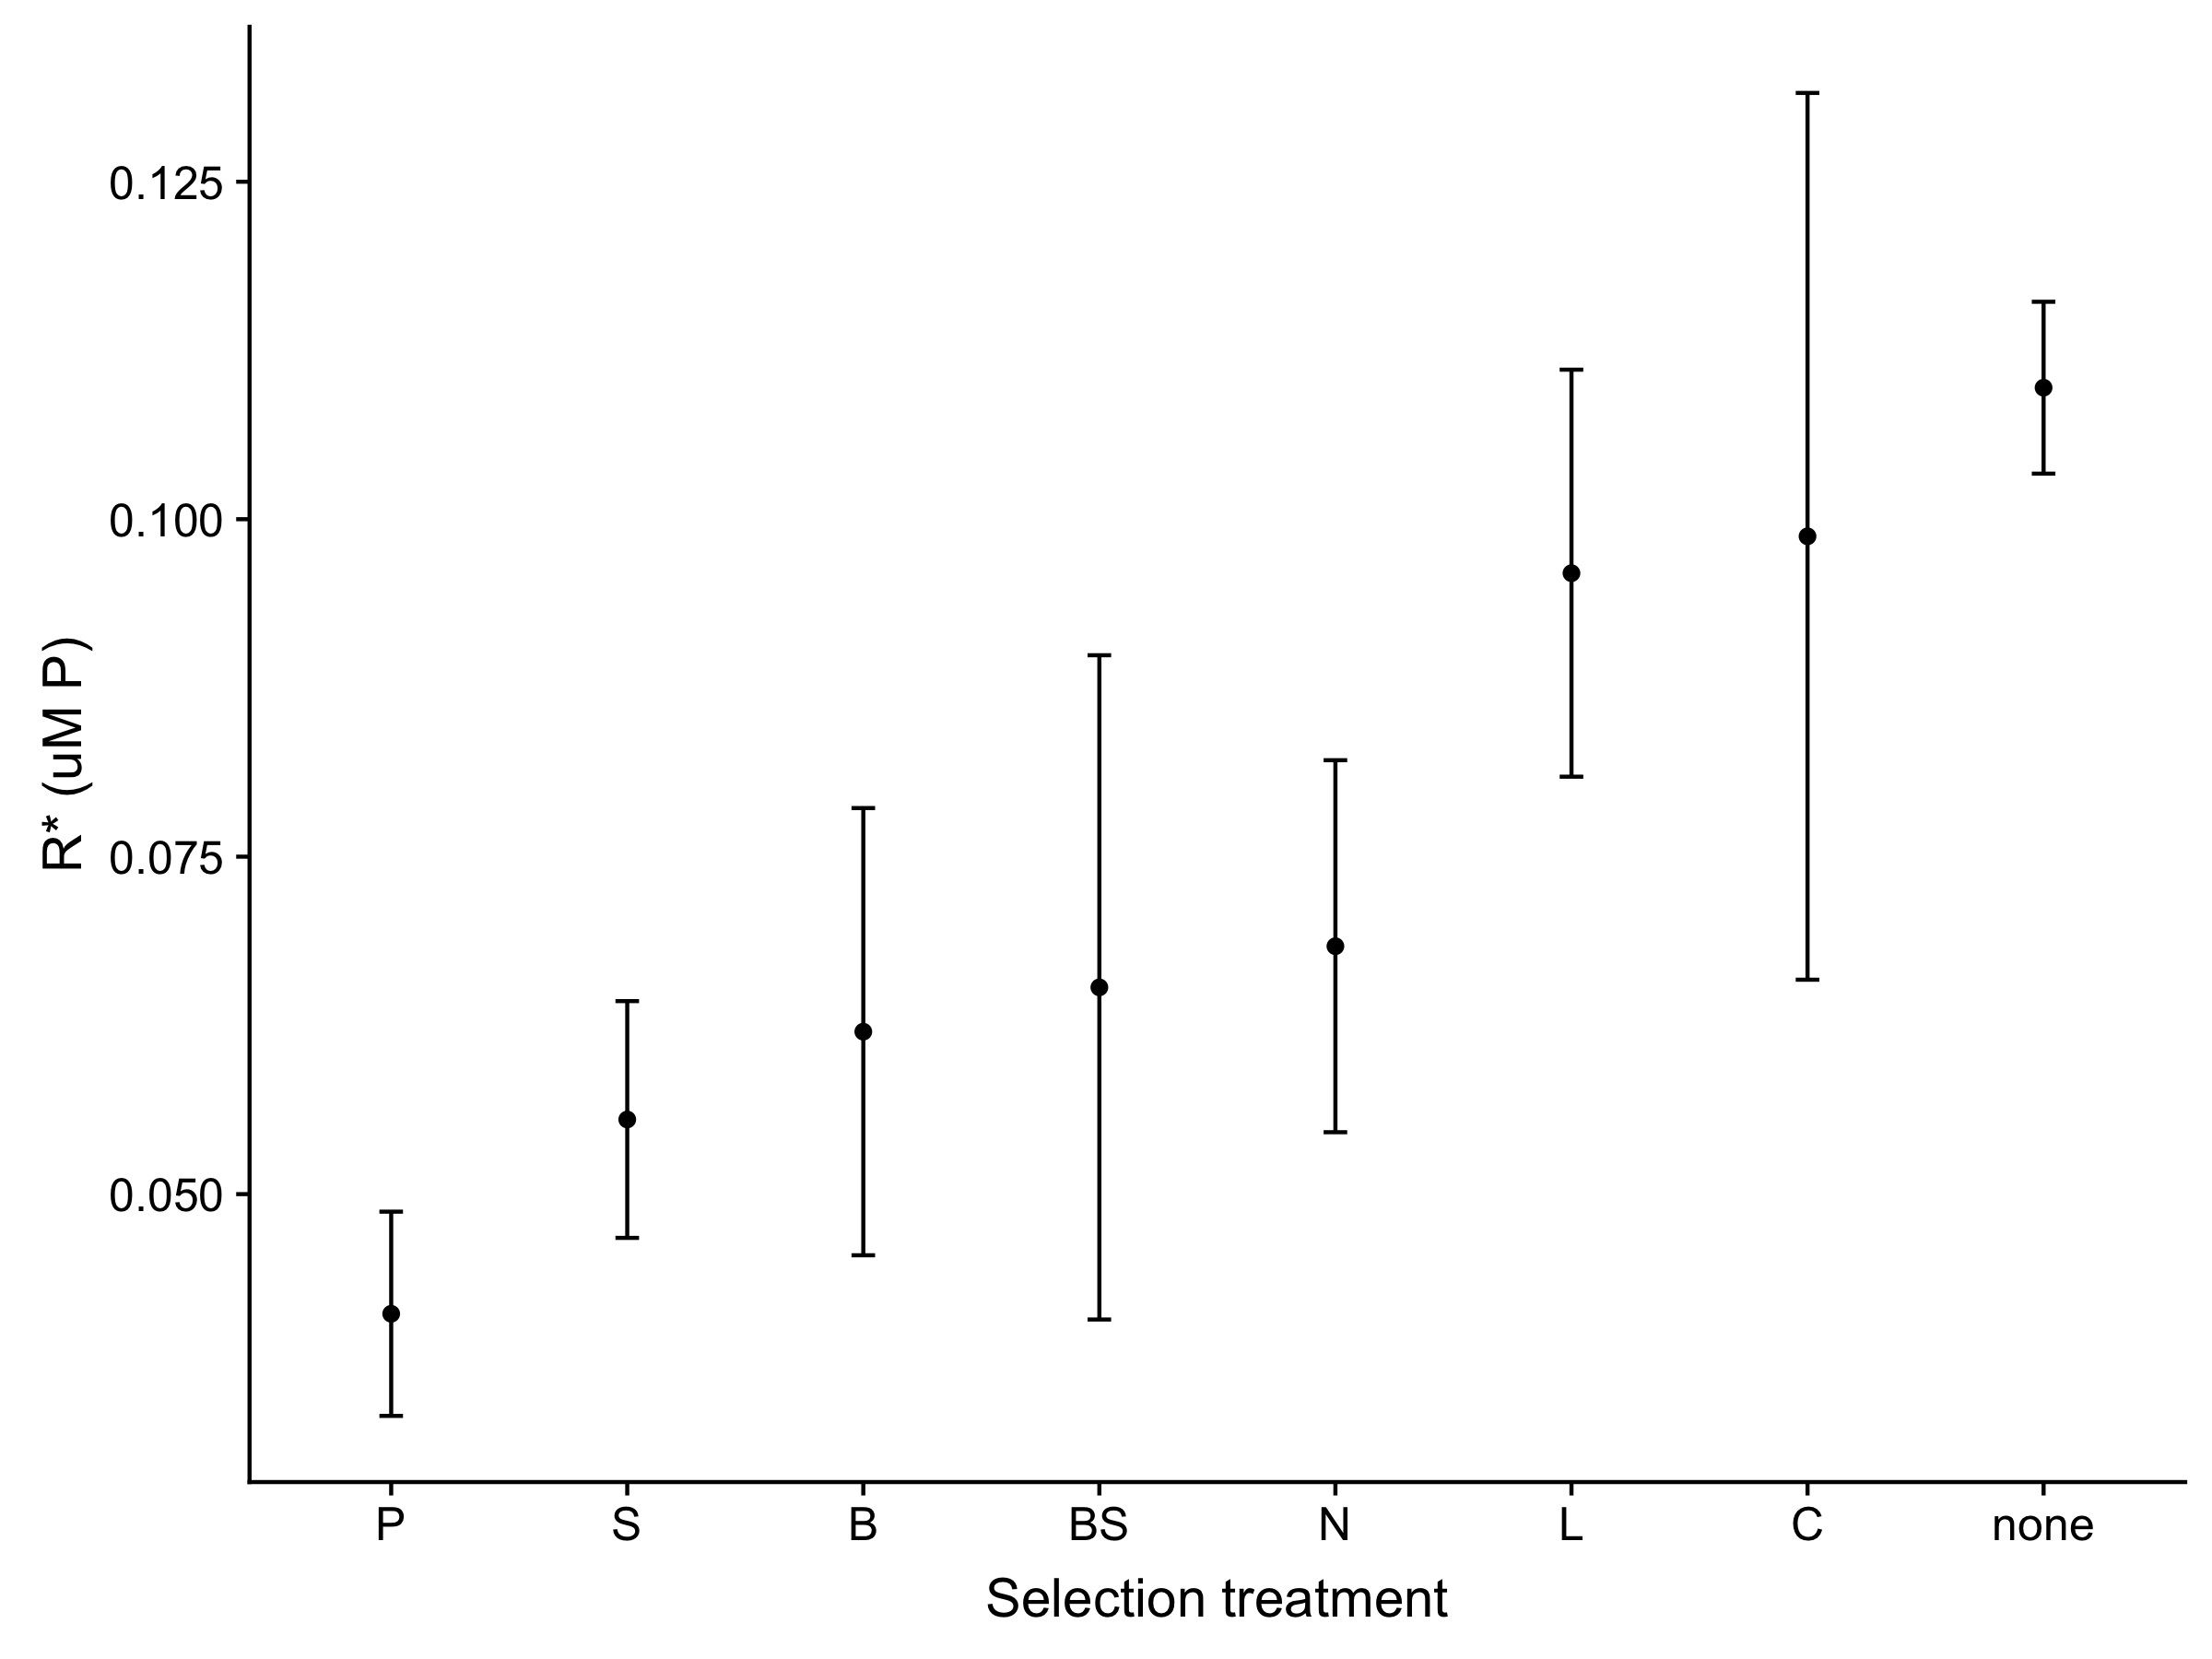 R* (uM P)
0.125
0.100
0.075
0.050
P S B BS N L C none
Selection treatment